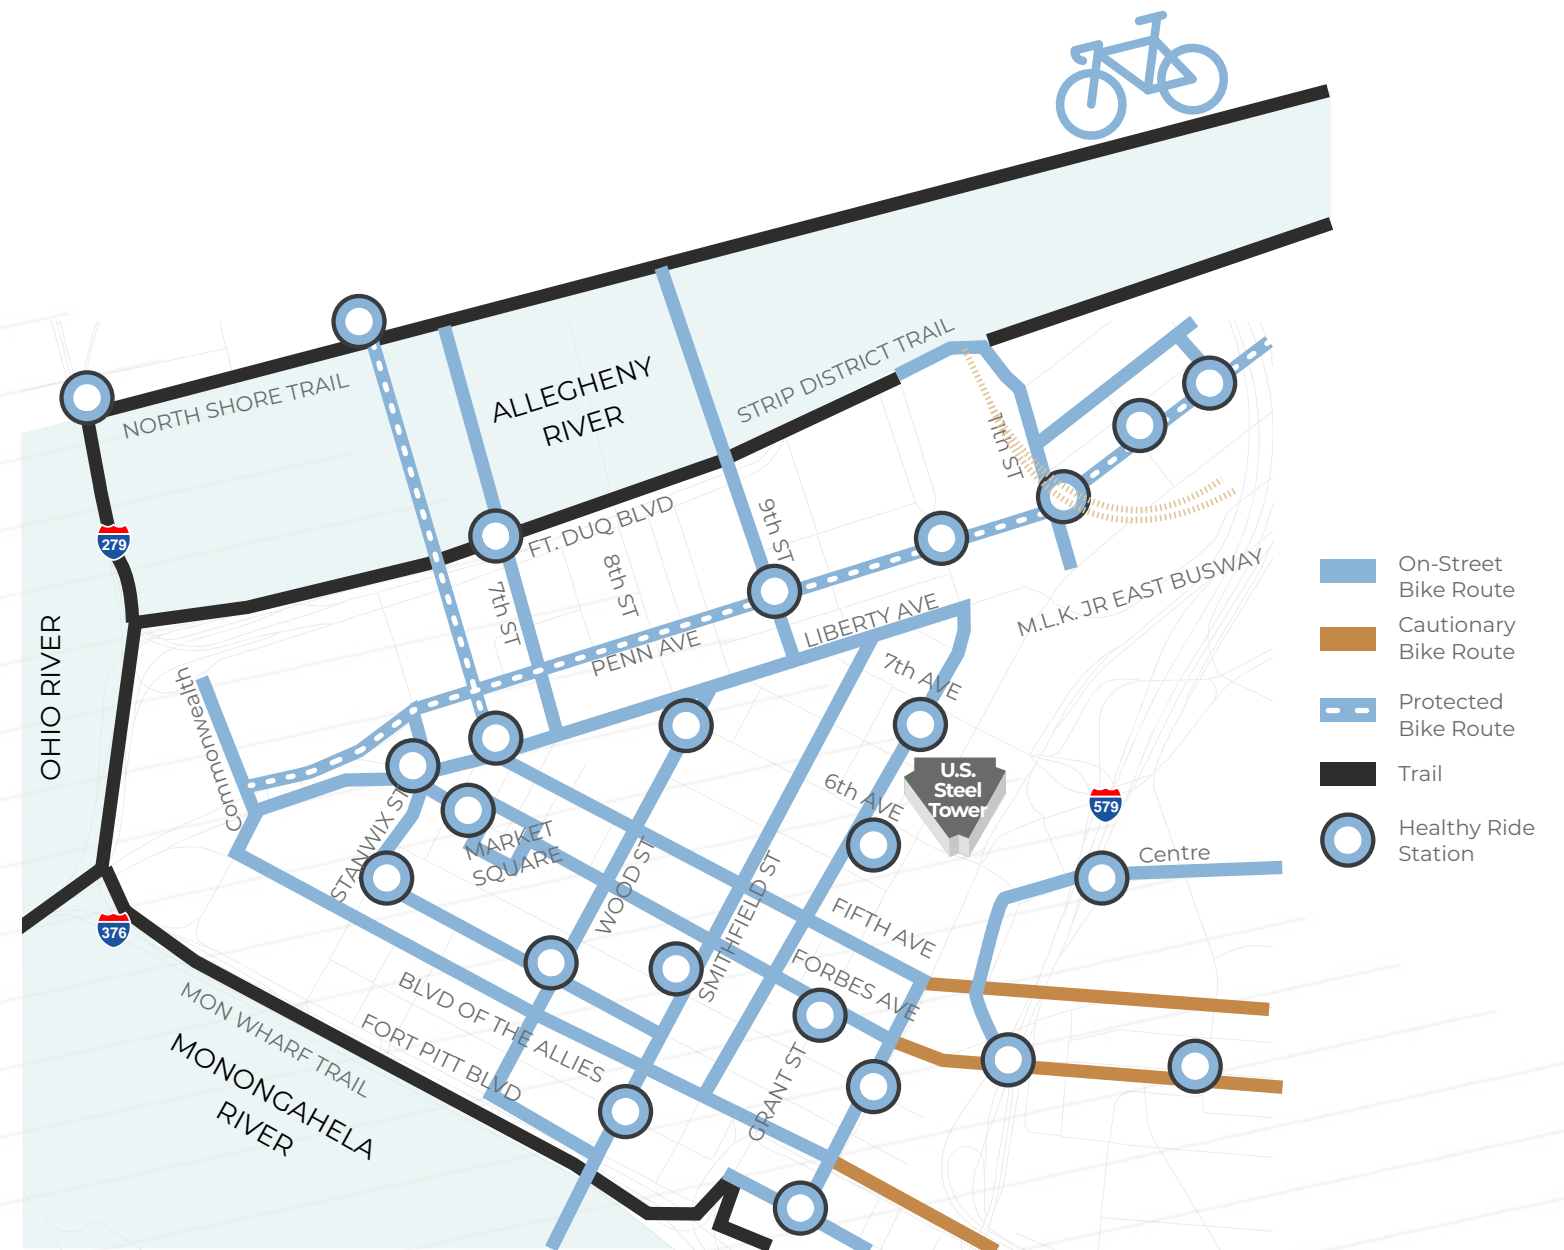 NORTH SHORE TRAIL
ALLEGHENY
RIVER
STRIP DISTRICT TRAIL
11th ST
279
FT. DUQ BLVD
9th ST
8th ST
7th ST
PENN AVE
LIBERTY AVE
M.L.K. JR EAST BUSWAY
OHIO RIVER
Commonwealth
7th AVE
6th AVE
U.S.
Steel
Tower
579
Centre
STANWIX ST
MARKET
SQUARE
WOOD ST
SMITHFIELD ST
FIFTH AVE
FORBES AVE
376
BLVD OF THE ALLIES
FORT PITT BLVD
MON WHARF TRAIL
MONONGAHELA
RIVER
GRANT ST
On-Street
Bike Route
Cautionary
Bike Route
Protected
Bike Route
Trail
Healthy Ride
Station